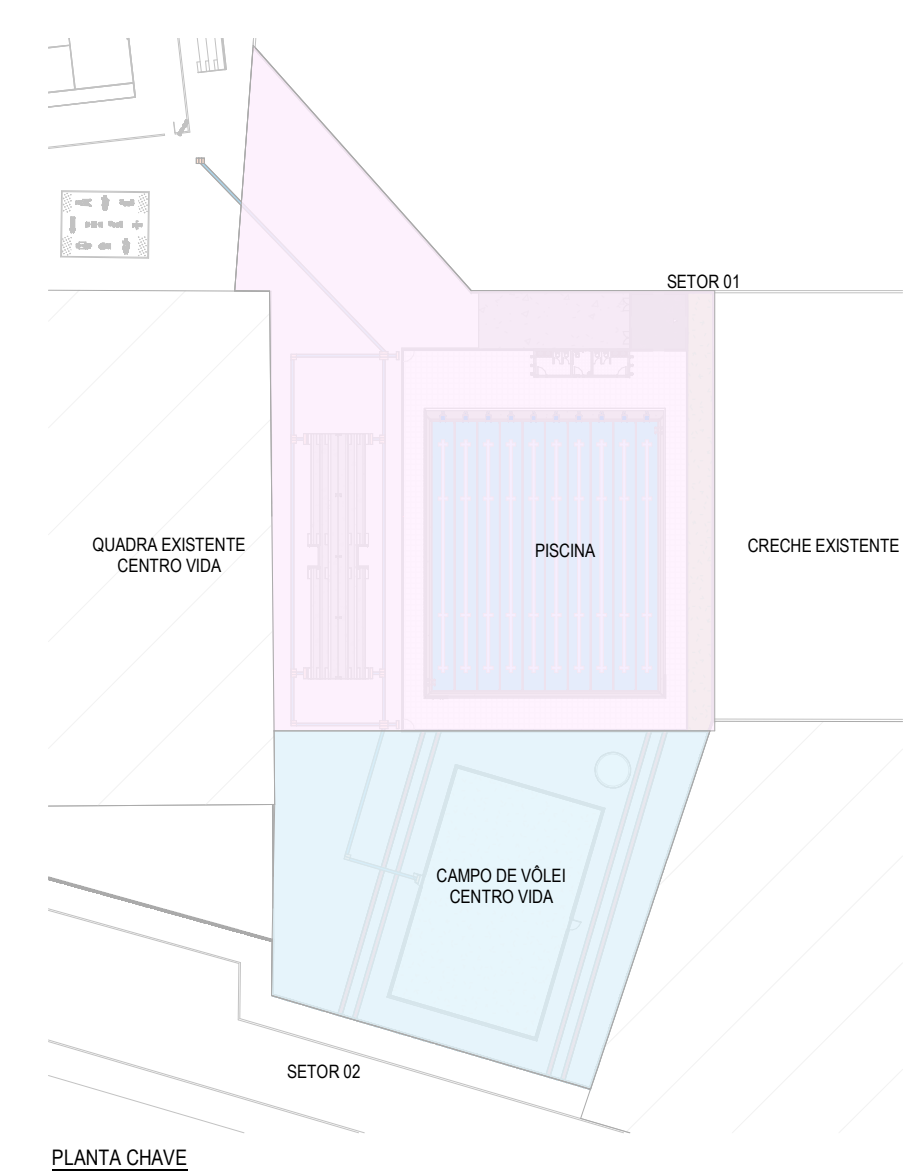 SETOR 01
QUADRA EXISTENTE
CENTRO VIDA
PISCINA
CRECHE EXISTENTE
CAMPO DE VÔLEI
CENTRO VIDA
SETOR 02
PLANTA CHAVE